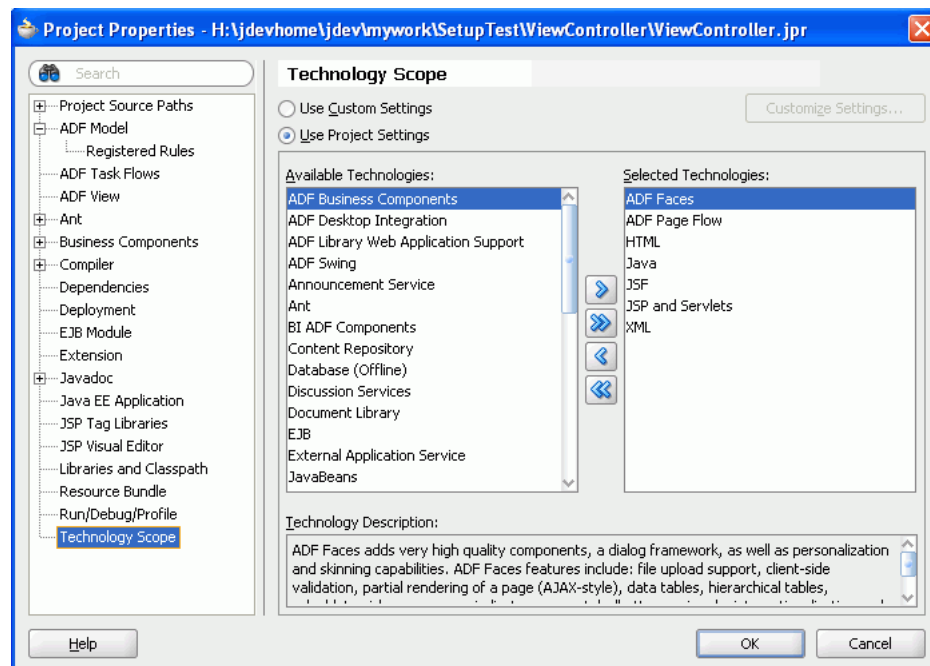 Project Properties - H:\jdevhome\jdev\mywork\SetupTest\ViewController\ViewController.jpr
Search
Project Source Paths
ADF Model
Registered Rules
ADF Task Flows
ADF View
Ant
Business Components
Compiler
Dependencies
Deployment
EJB Module
Extension
Javadoc
Java EE Application
JSP Tag Libraries
JSP Visual Editor
Libraries and Classpath
Resource Bundle
Run/Debug/Profile
Technology Scope
Technology Scope
Use Custom Settings
Customize Settings...
Use Project Settings
Available Technologies:
ADF Business Components
ADF Desktop Integration
ADF Library Web Application Support
ADF Swing
Announcement Service
Ant
BI ADF Components
Content Repository
Database (Offline)
Discussion Services
Document Library
EJB
External Application Service
JavaBeans
Selected Technologies:
ADF Faces
ADF Page Flow
HTML
Java
JSF
JSP and Servlets
XML
Technology Description:
ADF Faces adds very high quality components, a dialog framework, as well as personalization
and skinning capabilities. ADF Faces features include: file upload support, client-side
validation, partial rendering of a page (AJAX-style), data tables, hierarchical tables,
Help
OK
Cancel